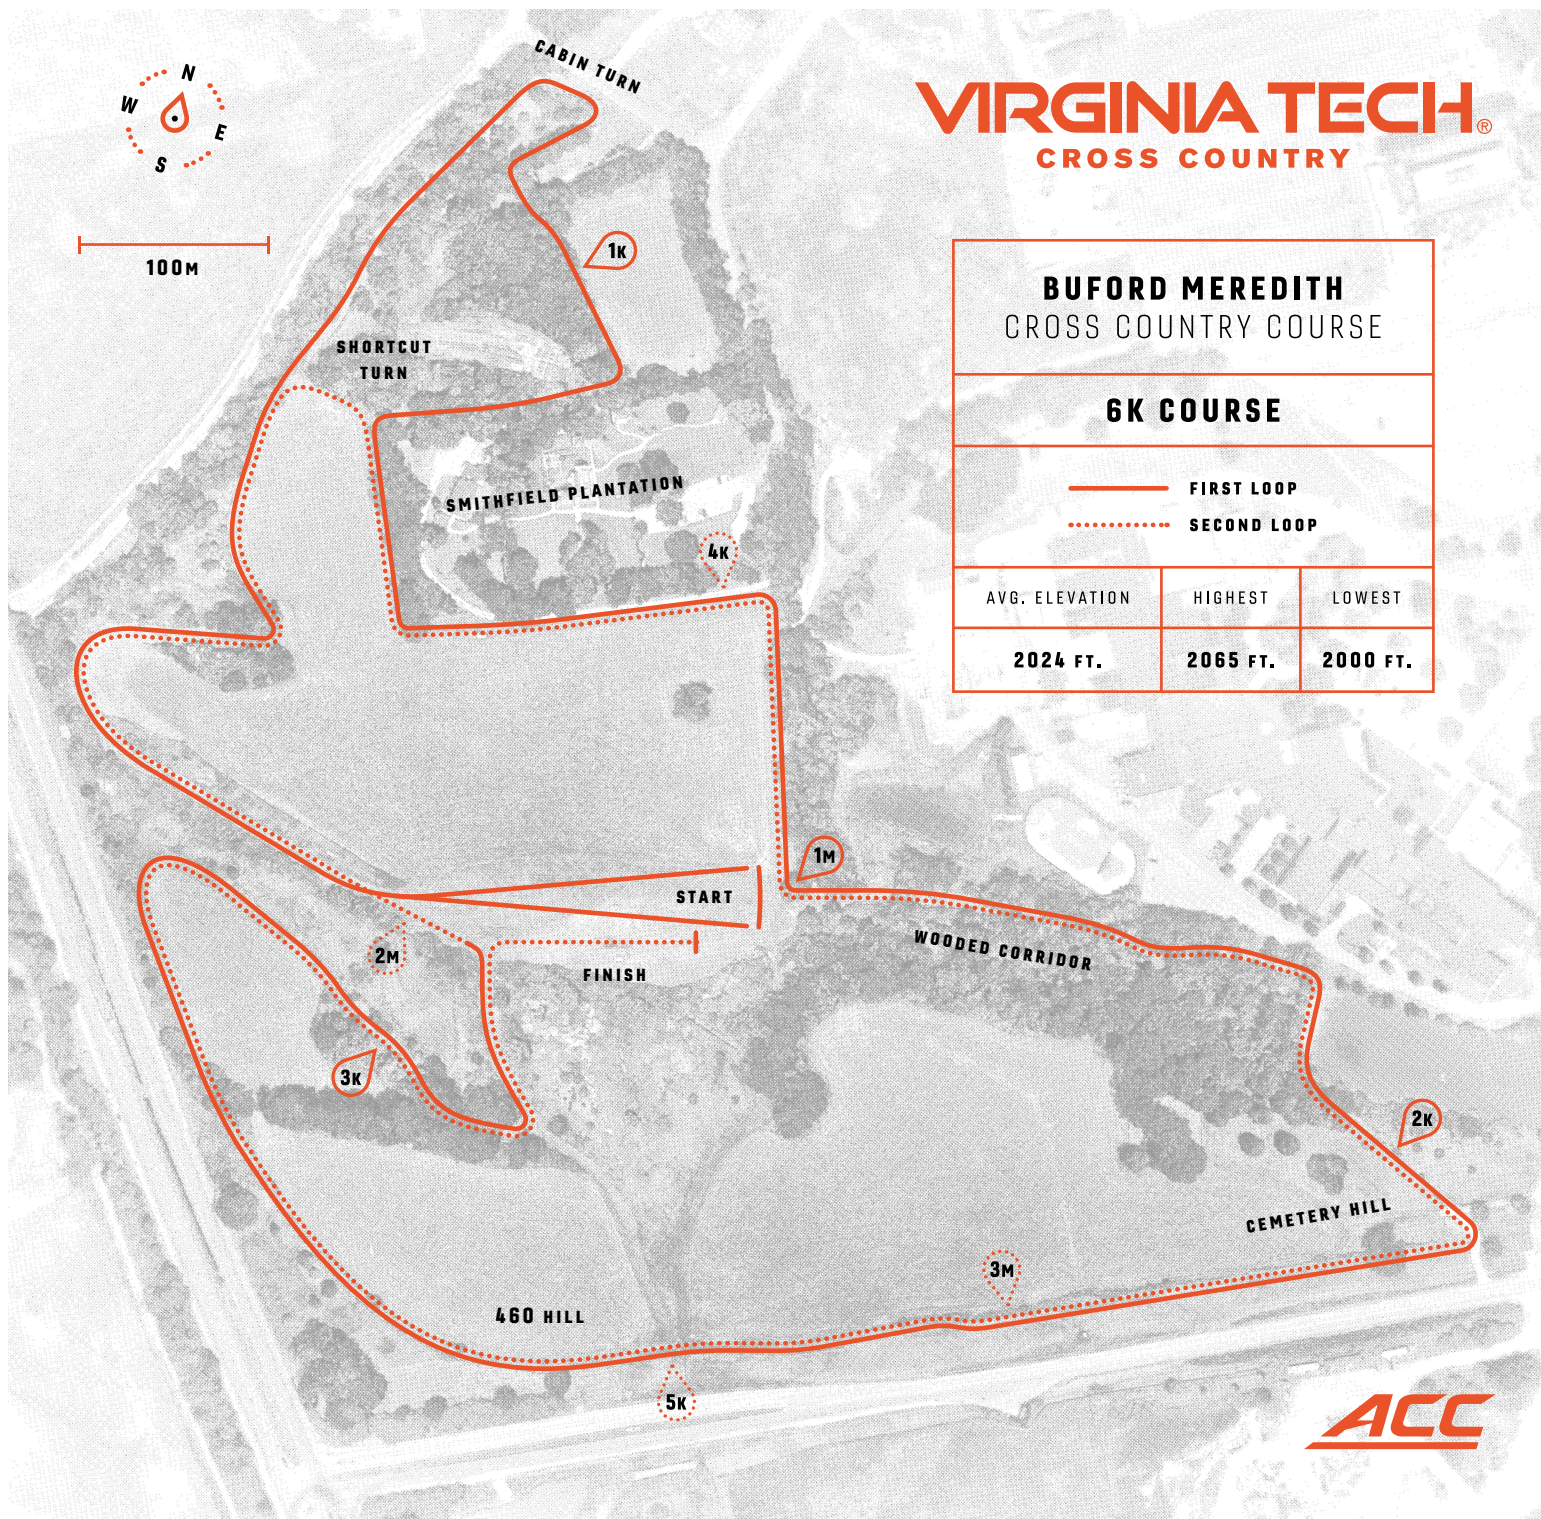 CABIN TURN
N
W
E
S
100M
VIRGINIA TECH®
CROSS COUNTRY
1K
BUFORD MEREDITH
CROSS COUNTRY COURSE
6K COURSE
FIRST LOOP
SECOND LOOP
AVG. ELEVATION
HIGHEST
LOWEST
2024 FT.
2065 FT.
2000 FT.
SHORTCUT
TURN
SMITHFIELD PLANTATION
4K
1M
START
2M
FINISH
WOODED CORRIDOR
3K
2K
CEMETERY HILL
3M
460 HILL
5K
ACC